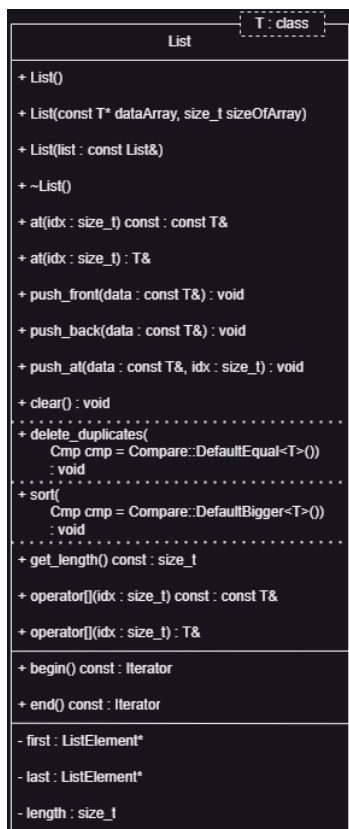 T : class
List
+ List()
+ List(const T* dataArray, size_t sizeOfArray)
+ List(list : const List&)
+ ~List()
+ at(idx : size_t) const : const T&
+ at(idx : size_t) : T&
+ push_front(data : const T&) : void
+ push_back(data : const T&) : void
+ push_at(data : const T&, idx : size_t) : void
+ clear() : void
+ delete_duplicates(
Cmp cmp = Compare::DefaultEqual<T>())
: void
+ sort(
Cmp cmp = Compare::DefaultBigger<T>())
: void
+ get_length() const : size_t
+ operator[](idx : size_t) const : const T&
+ operator[](idx : size_t) : T&
+ begin() const : Iterator
+ end() const : Iterator
- first : ListElement*
- last : ListElement*
- length : size_t